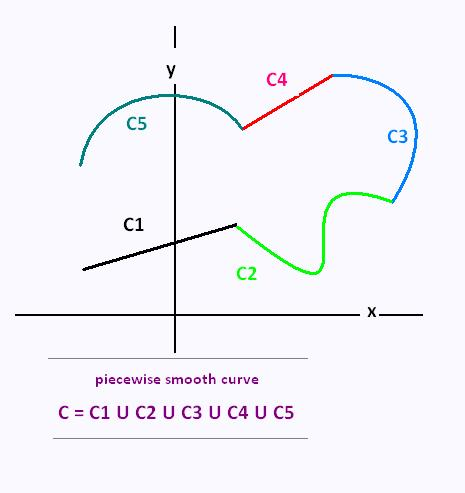 y
C4
C5
C3
C1
C2
x
piecewise smooth curve
C = C1 U C2 U C3 U C4 U C5